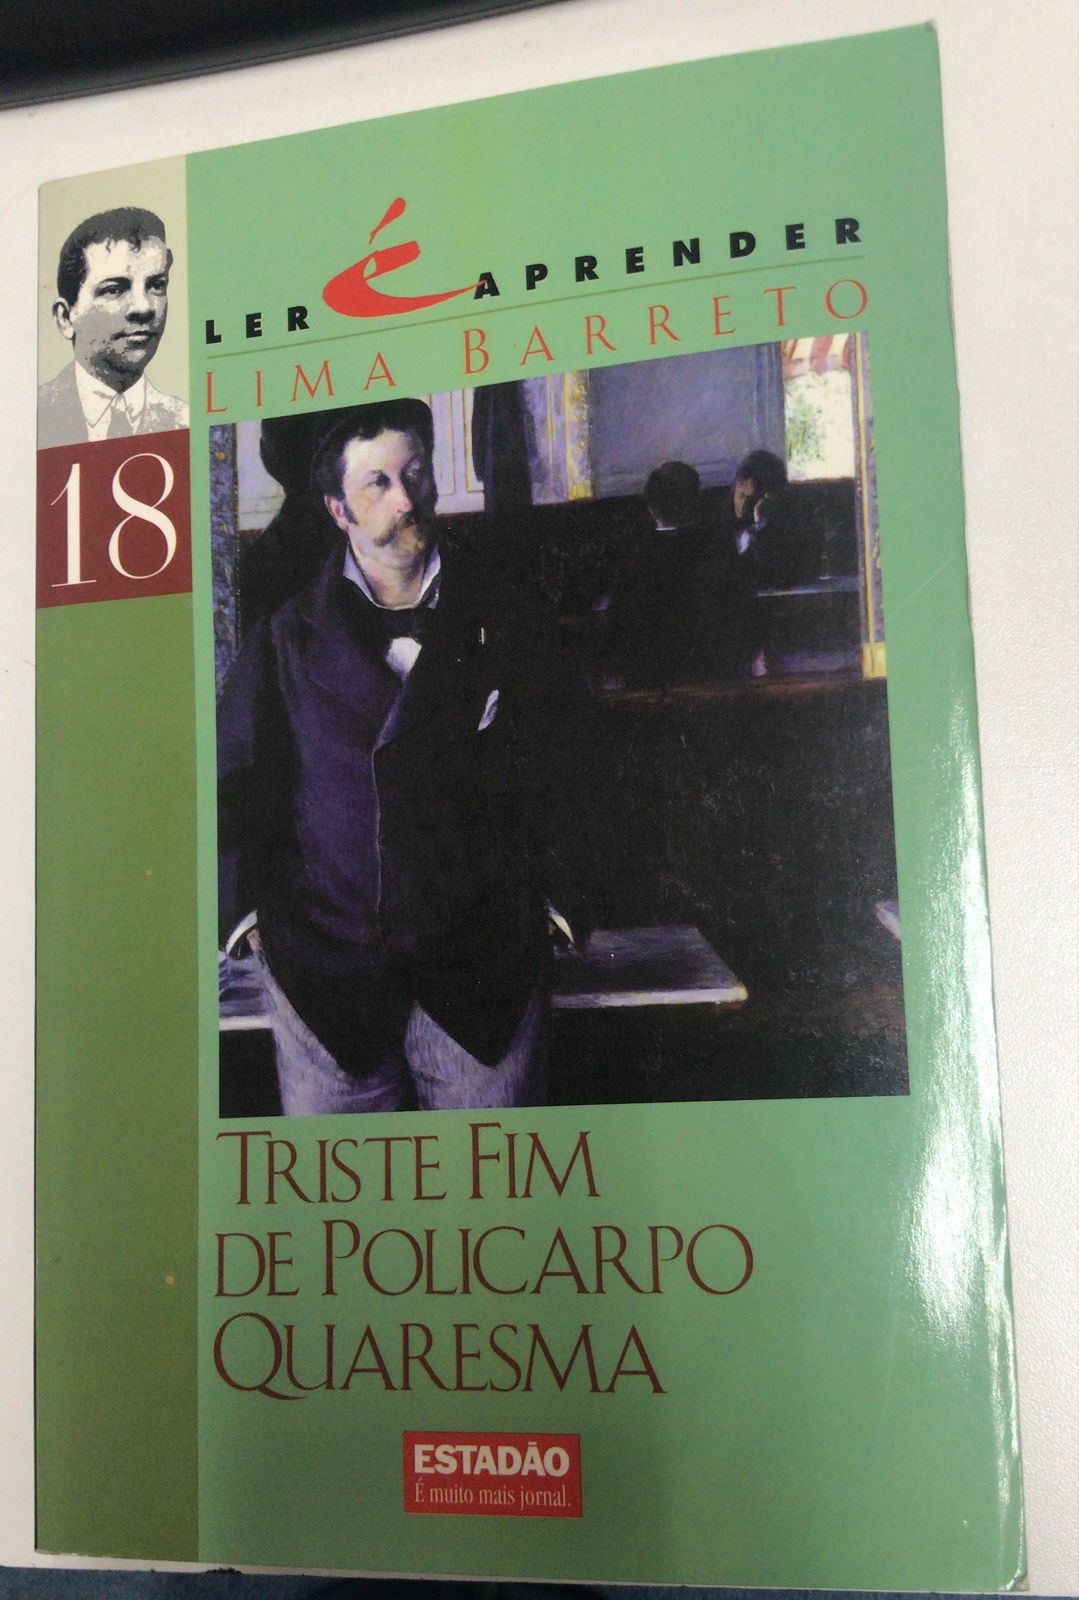 LER É APRENDER
LIMA BARRETO
18
TRISTE FIM
DE POLICARPO
QUARESMA
ESTADÃO
É muito mais jornal.